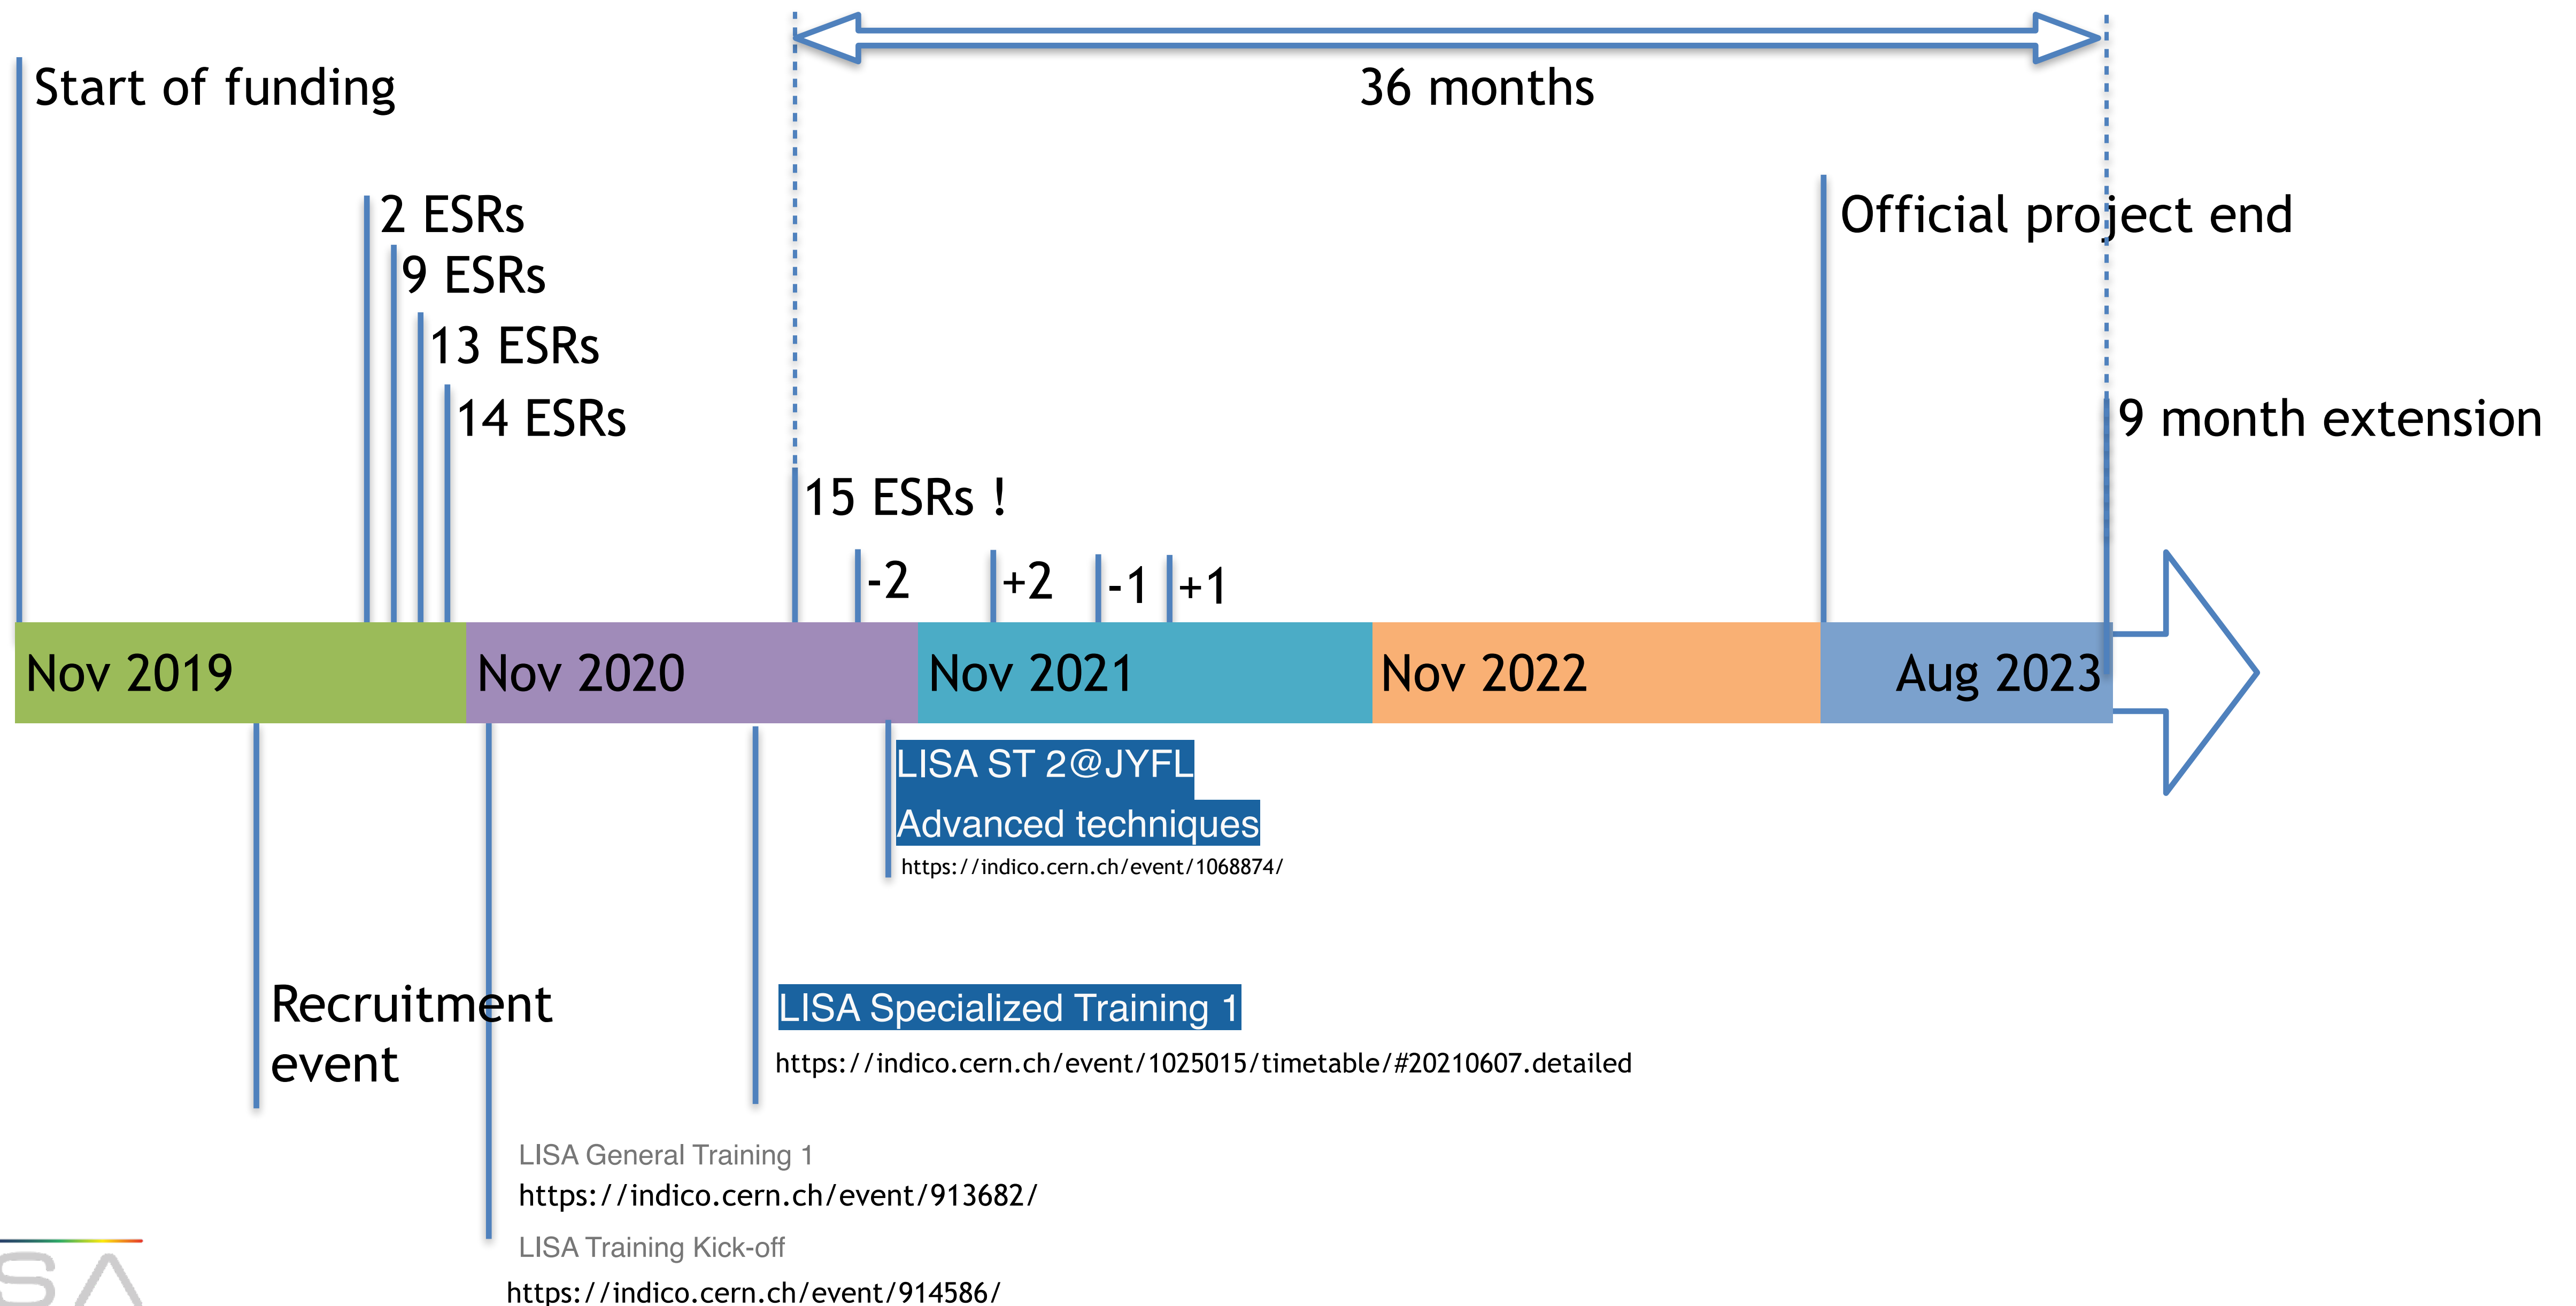 Start of funding
36 months
2 ESRs
Official project end
9 ESRs
13 ESRs
14 ESRs
9 month extension
15 ESRs !
-2
+2
-1
+1
Nov 2019
Nov 2020
Nov 2021
Nov 2022
Aug 2023
LISA ST 2@JYFL
Advanced techniques
https://indico.cern.ch/event/1068874/
Recruitment
event
LISA Specialized Training 1
https://indico.cern.ch/event/1025015/timetable/#20210607.detailed
LISA General Training 1
https://indico.cern.ch/event/913682/
LISA Training Kick-off
https://indico.cern.ch/event/914586/
SA